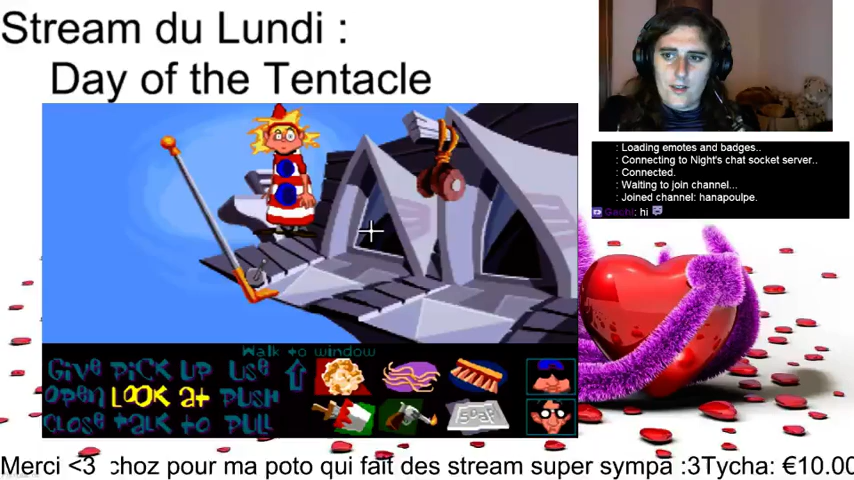 Stream du Lundi :
Day of the Tentacle
: Loading emotes and badges..
: Connecting to Night's chat socket server..
: Connected.
: Waiting to join channel...
: Joined channel: hanapoulpe.
Gachi: hi
Walk to window
Give Pick up Use
Open Look at Push
Close Talk to Pull
SOAP
Merci <3 choz pour ma poto qui fait des stream super sympa :3Tycha: €10.00